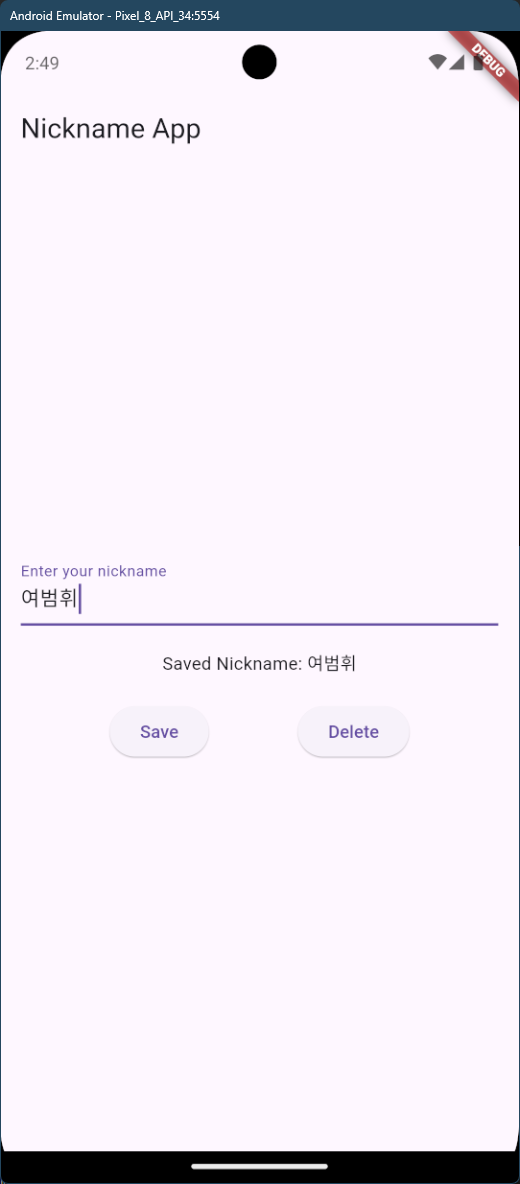 Android Emulator - Pixel_8_API_34:5554
2:49
DEBUG
Nickname App
Enter your nickname
여범휘
Saved Nickname: 여범휘
Save Delete